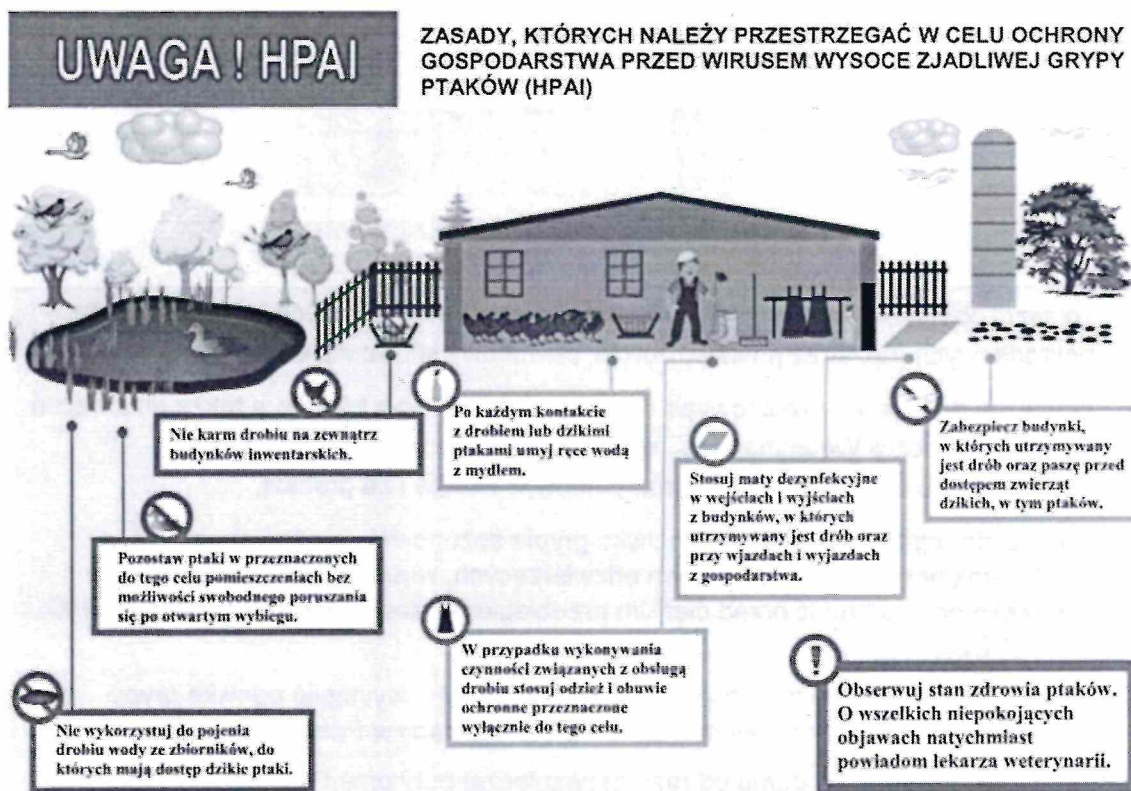 UWAGA ! HPAI
ZASADY, KTÓRYCH NALEŻY PRZESTRZEGAĆ W CELU OCHRONY
GOSPODARSTWA PRZED WIRUSEM WYSOCE ZJADLIWEJ GRYPY
PTAKÓW (HPAI)
Nie karm drobiu na zewnątrz
budynków inwentarskich.
Po każdym kontakcie
z drobiem lub dzikimi
ptakami umyj ręce wodą
z mydłem.
Stosuj maty dezynfekcyjne
w wejściach i wyjściach
z budynków, w których
utrzymywany jest drób oraz
przy wjazdach i wyjazdach
z gospodarstwa.
Zabezpiecz budynki,
w których utrzymywany
jest drób oraz paszę przed
dostępem zwierząt
dzikich, w tym ptaków.
Pozostaw ptaki w przeznaczonych
do tego celu pomieszczeniach bez
możliwości swobodnego poruszania
się po otwartym wybiegu.
W przypadku wykonywania
czynności związanych z obsługą
drobiu stosuj odzież i obuwie
ochronne przeznaczone
wyłącznie do tego celu.
Nie wykorzystuj do pojenia
drobiu wody ze zbiorników, do
których mają dostęp dzikie ptaki.
Obserwuj stan zdrowia ptaków.
O wszelkich niepokojących
objawach natychmiast
powiadom lekarza weterynarii.